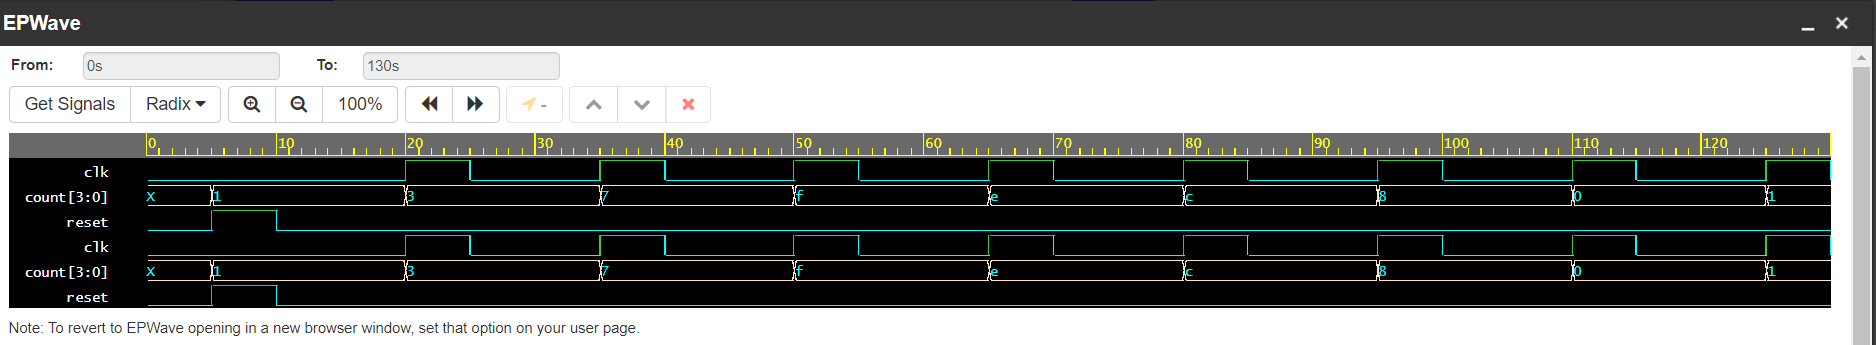 EPWave
From: 0s To: 130s
Get Signals Radix 100% -
0 10 20 30 40 50 60 70 80 90 100 110 120
clk
count[3:0] X 1 3 7 f e c 8 0 1
reset
clk
count[3:0] X 1 3 7 f e c 8 0 1
reset
Note: To revert to EPWave opening in a new browser window, set that option on your user page.